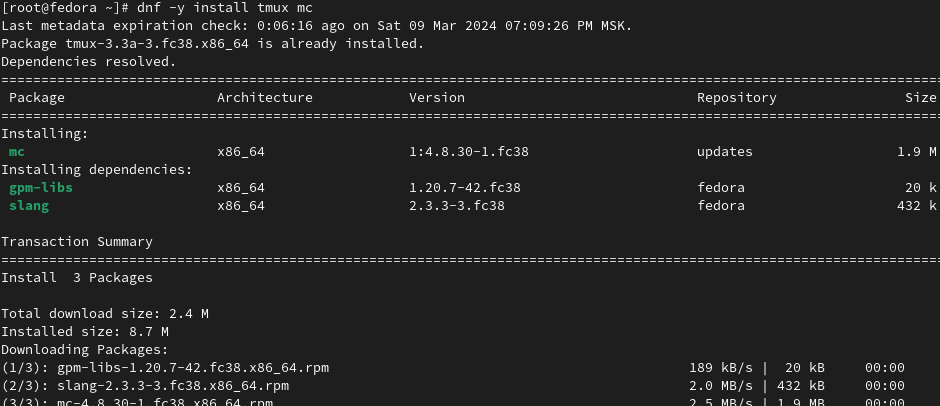 [root@fedora ~]# dnf -y install tmux mc
Last metadata expiration check: 0:06:16 ago on Sat 09 Mar 2024 07:09:26 PM MSK.
Package tmux-3.3a-3.fc38.x86_64 is already installed.
Dependencies resolved.
================================================================================
Package Architecture Version Repository Size
================================================================================
Installing:
mc x86_64 1:4.8.30-1.fc38 updates 1.9 M
Installing dependencies:
gpm-libs x86_64 1.20.7-42.fc38 fedora 20 k
slang x86_64 2.3.3-3.fc38 fedora 432 k
Transaction Summary
================================================================================
Install 3 Packages
Total download size: 2.4 M
Installed size: 8.7 M
Downloading Packages:
(1/3): gpm-libs-1.20.7-42.fc38.x86_64.rpm 189 kB/s | 20 kB 00:00
(2/3): slang-2.3.3-3.fc38.x86_64.rpm 2.0 MB/s | 432 kB 00:00
(3/3): mc-4.8.30-1.fc38.x86_64.rpm 2.5 MB/s | 1.9 MB 00:00